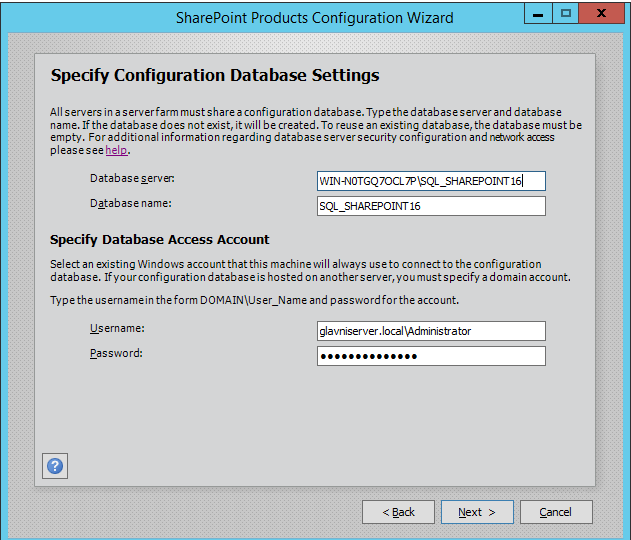 SharePoint Products Configuration Wizard
Specify Configuration Database Settings
All servers in a server farm must share a configuration database. Type the database server and database
name. If the database does not exist, it will be created. To reuse an existing database, the database must be
empty. For additional information regarding database server security configuration and network access
please see help.
Database server:
WIN-N0TGQ7OCL7P\SQL_SHAREPOINT16
Database name:
SQL_SHAREPOINT16
Specify Database Access Account
Select an existing Windows account that this machine will always use to connect to the configuration
database. If your configuration database is hosted on another server, you must specify a domain account.
Type the username in the form DOMAIN\User_Name and password for the account.
Username:
glavniserver.local\Administrator
Password:
●●●●●●●●●●●●●●
?
< Back
Next >
Cancel